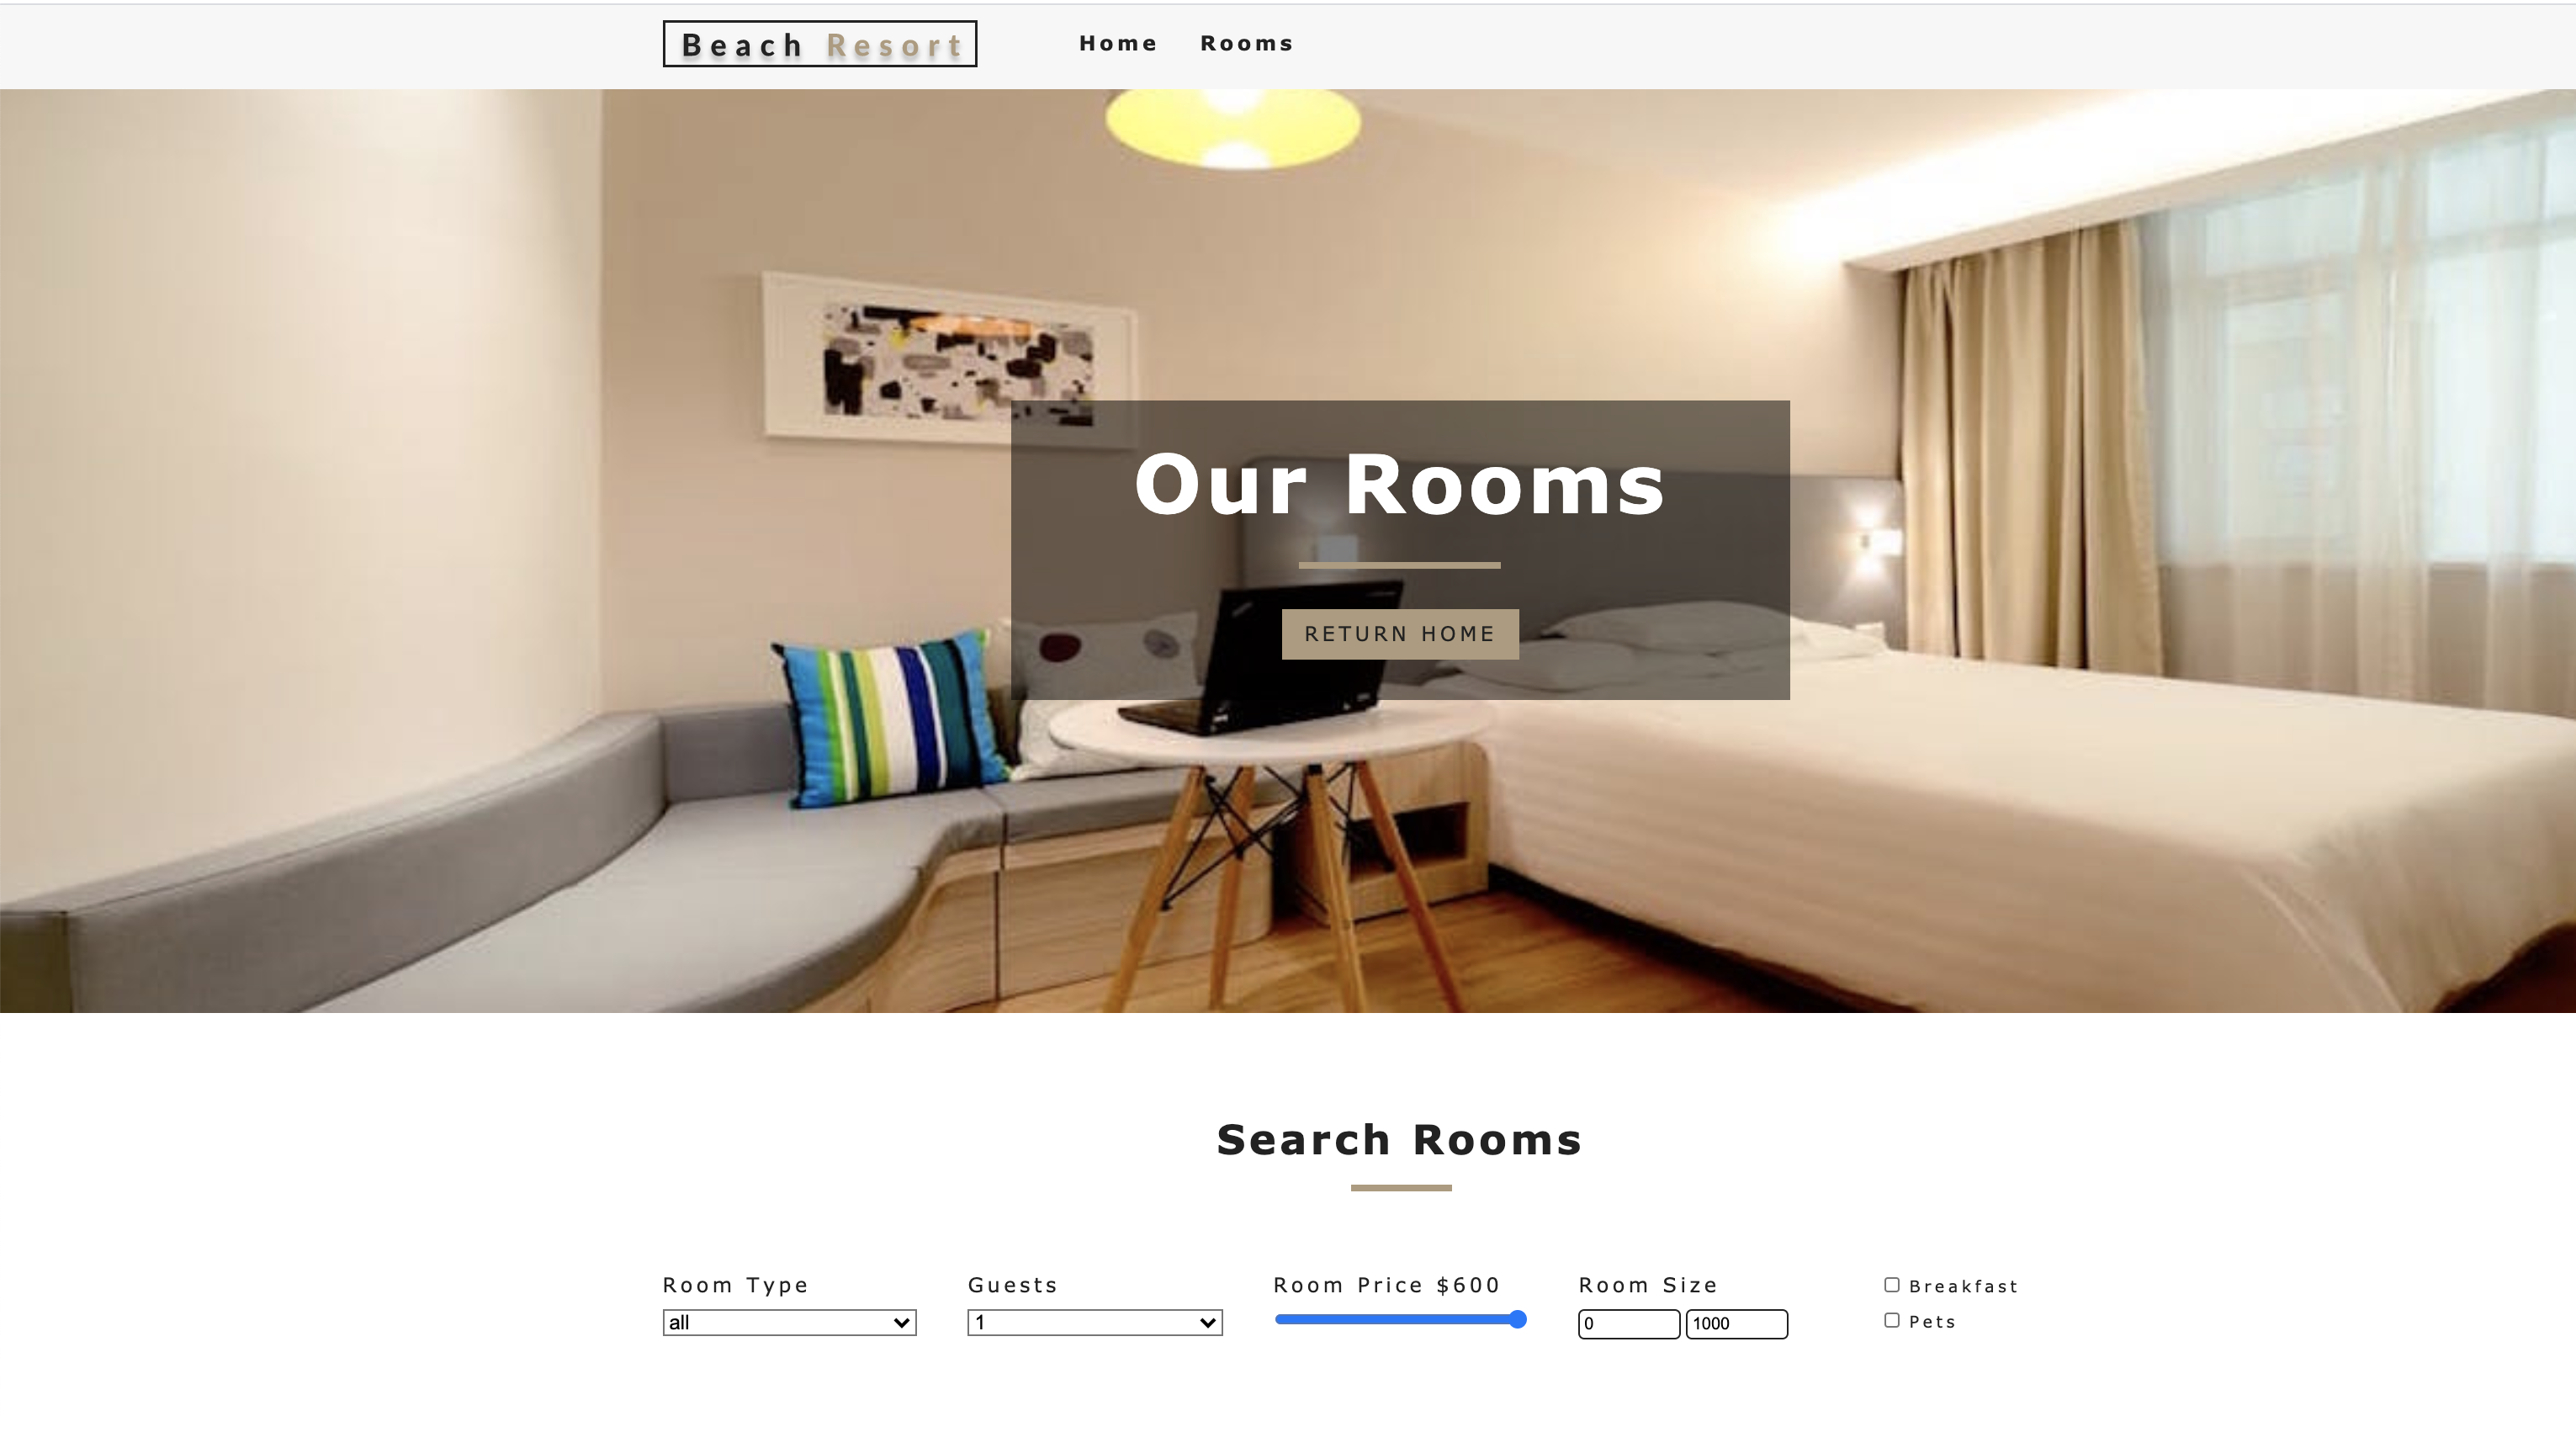 Beach Resort
Home Rooms
Our Rooms
RETURN HOME
Search Rooms
Room Type Guests Room Price $600 Room Size Breakfast
all 1 0 1000 Pets